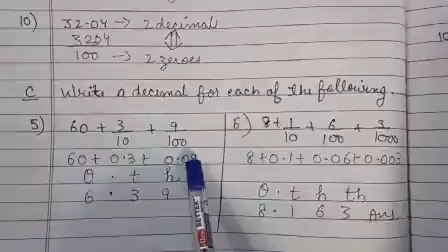 10) 32.04 → 2 decimal
3204
100 → 2 zeroes
C Write a decimal for each of the following.
5) 60 + 3/10 + 9/100
60 + 0.3 + 0.09
O . t h
6 . 3 9
6) 8 + 1/10 + 6/100 + 3/1000
8 + 0.1 + 0.06 + 0.003
O . t h th
8 . 1 6 3 Ans